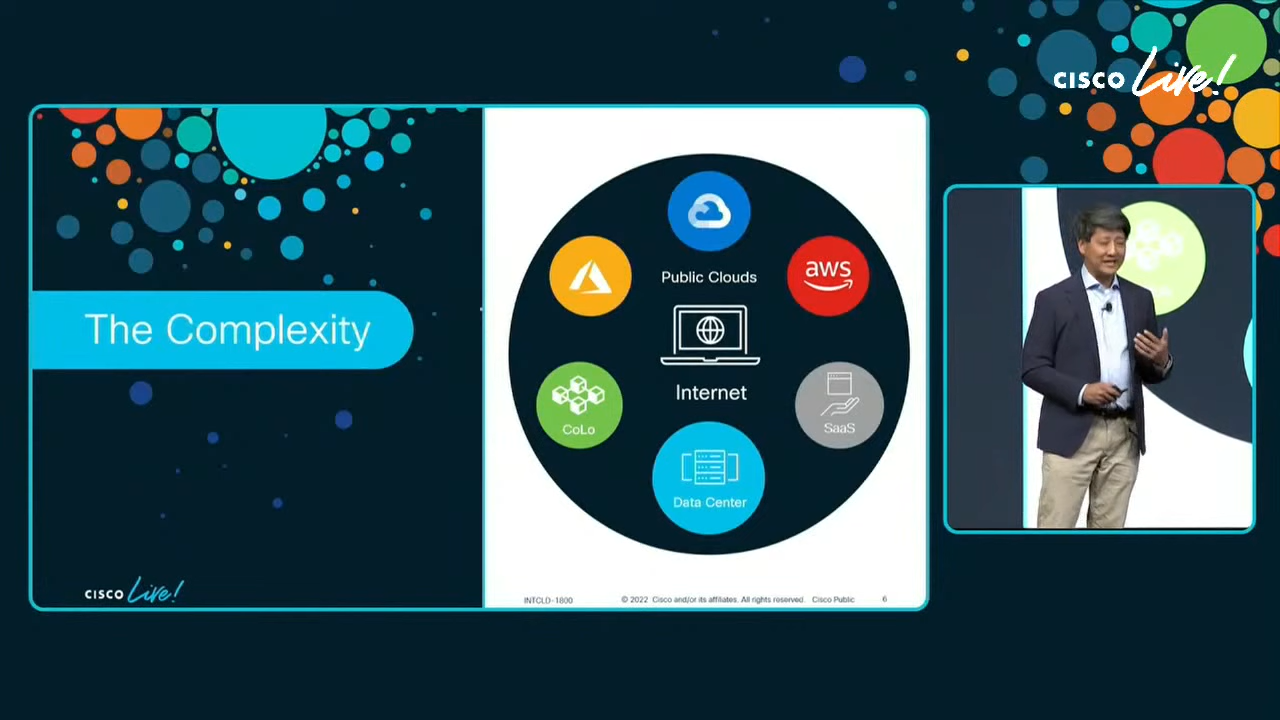 CISCO Live!
The Complexity
Public Clouds
aws
Internet
CoLo
SaaS
Data Center
CISCO Live!
INTCLD-1800
© 2022 Cisco and/or its affiliates. All rights reserved. Cisco Public
6